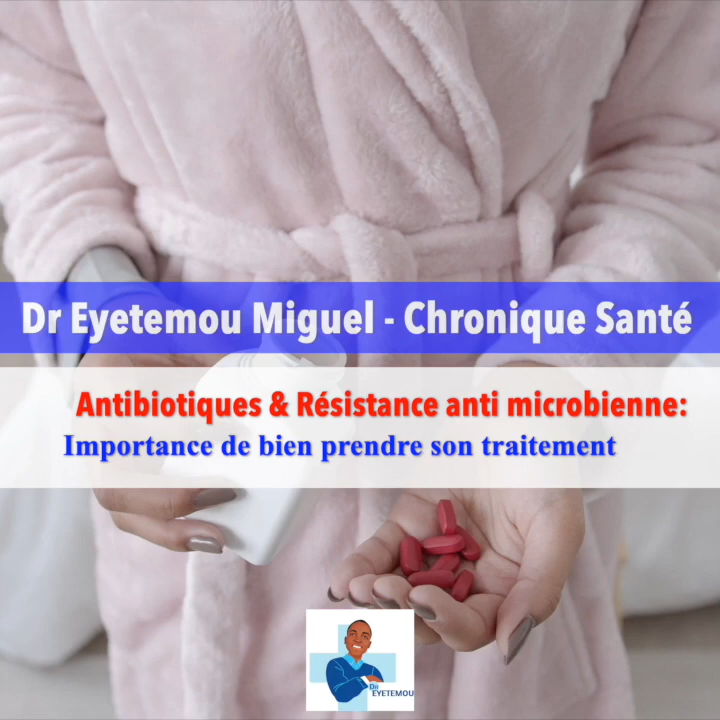 Dr Eyetemou Miguel - Chronique Santé
Antibiotiques & Résistance anti microbienne:
Importance de bien prendre son traitement
DR
EYETEMOU